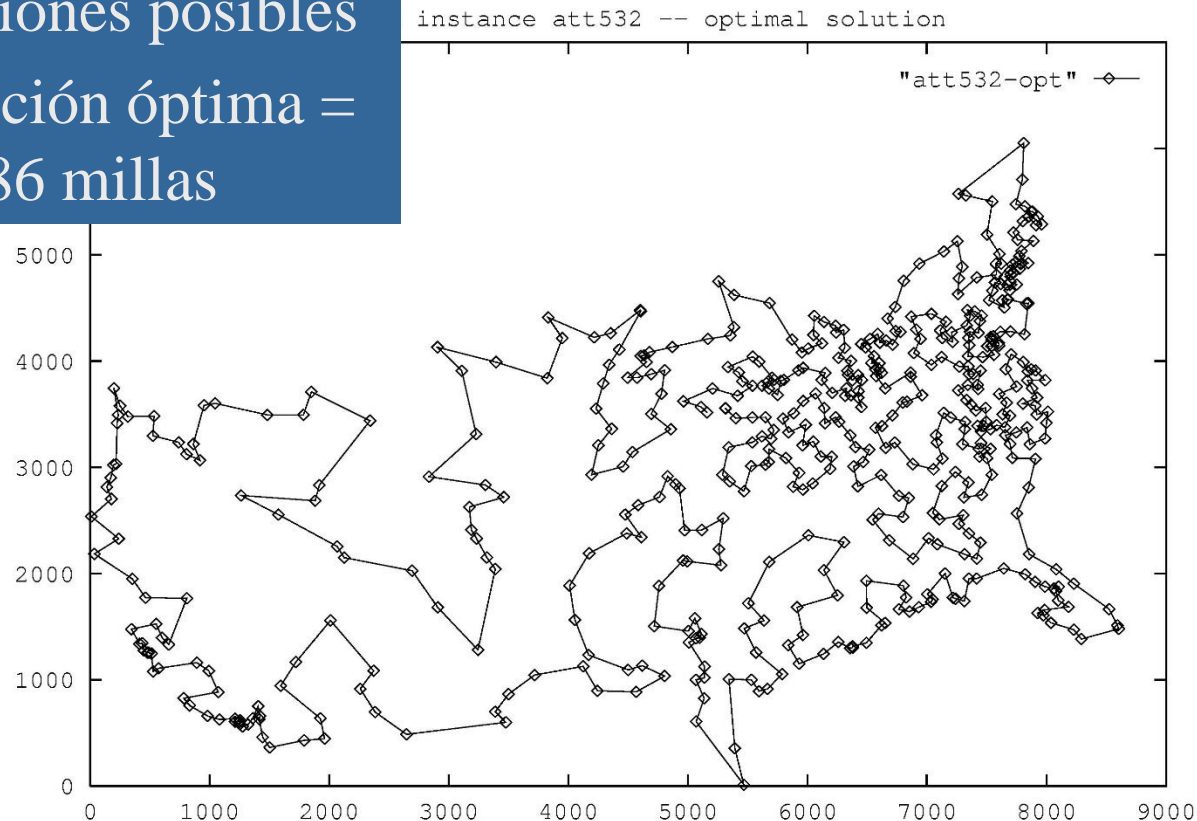 iones posibles
ción óptima =
86 millas
instance att532 -- optimal solution
"att532-opt"
5000
4000
3000
2000
1000
0
0 1000 2000 3000 4000 5000 6000 7000 8000 9000